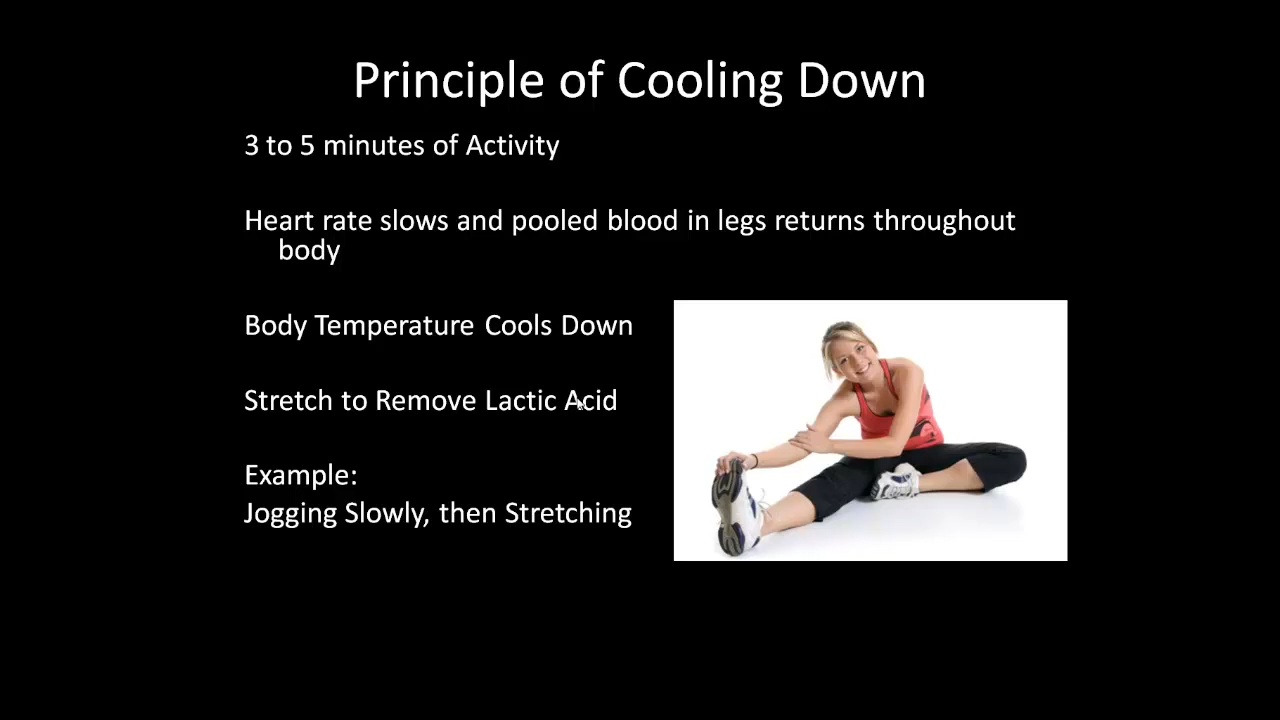 Principle of Cooling Down
3 to 5 minutes of Activity
Heart rate slows and pooled blood in legs returns throughout
body
Body Temperature Cools Down
Stretch to Remove Lactic Acid
Example:
Jogging Slowly, then Stretching